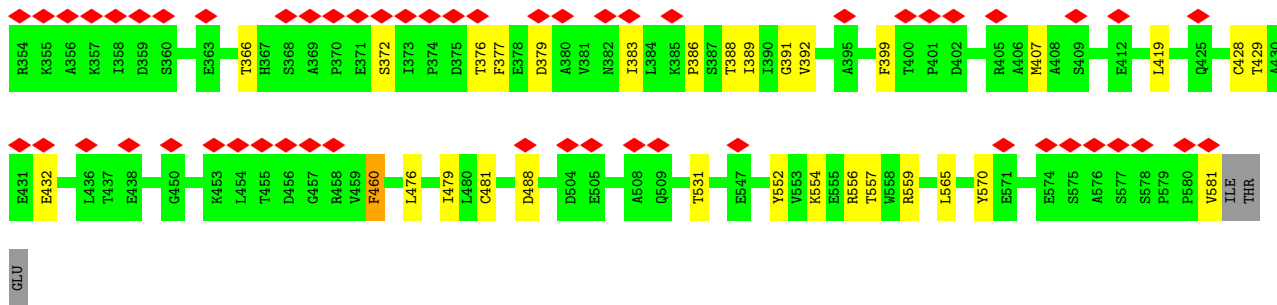 R354 K355 A356 K357 I358 D359 S360 E363 T366 H367 S368 A369 P370 E371 S372 I373 P374 D375 T376 F377 E378 D379 A380 V381 N382 I383 L384 K385 P386 S387 T388 I389 I390 G391 V392 A395 F399 T400 P401 D402 R405 A406 M407 A408 S409 E412 L419 Q425 C428 T429 A430
E431 E432 L436 T437 E438 G450 K453 L454 T455 D456 G457 R458 V459 F460 L476 I479 L480 C481 D488 D504 E505 A508 Q509 T531 E547 Y552 V553 K554 E555 R556 T557 W558 R559 L565 Y570 E571 E574 S575 A576 S577 S578 P579 P580 V581 ILE THR
GLU